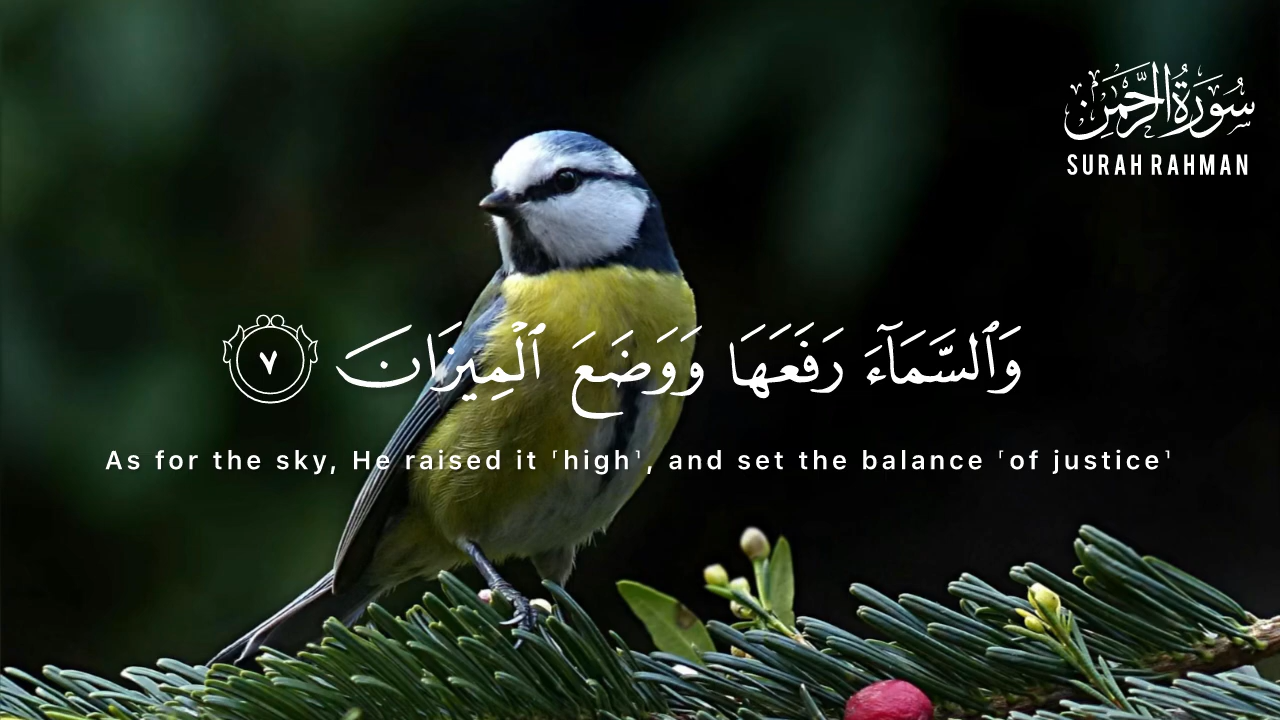 سُورَةُ الرَّحْمَٰن
SURAH RAHMAN
وَٱلسَّمَآءَ رَفَعَهَا وَوَضَعَ ٱلْمِيزَانَ ٧
As for the sky, He raised it ˹high˺, and set the balance ˹of justice˺